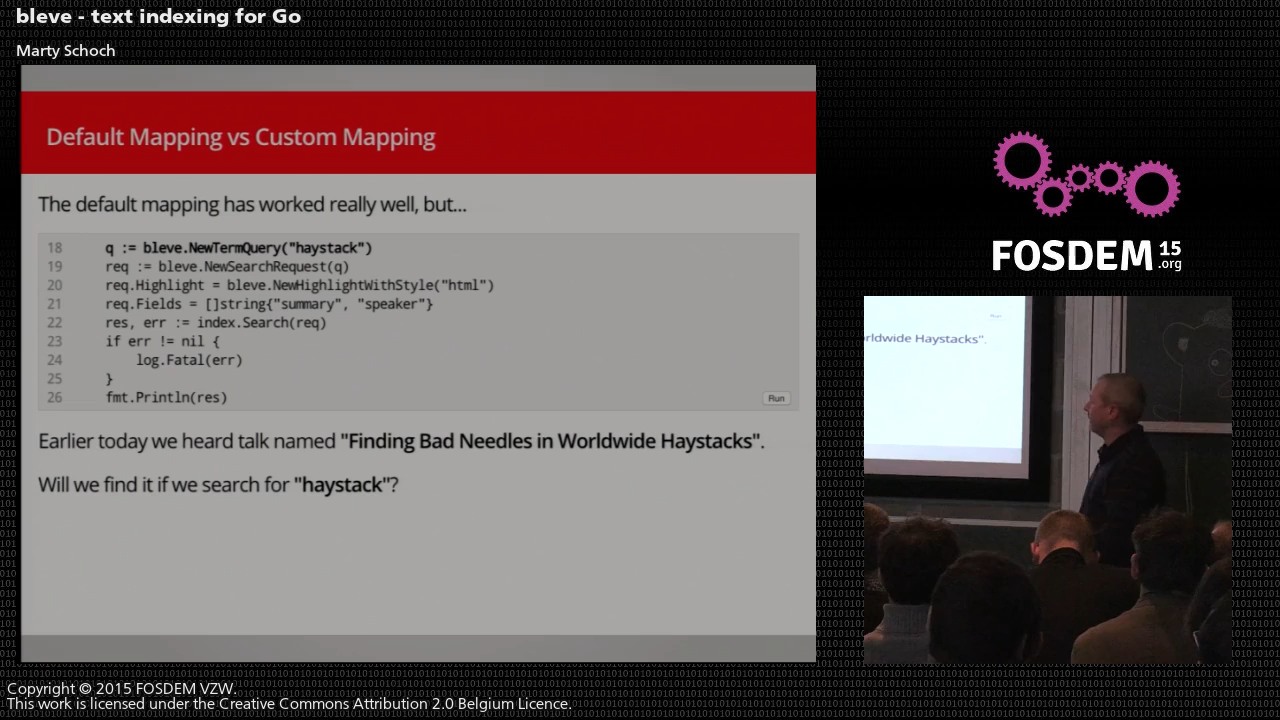 bleve - text indexing for Go
Marty Schoch
Default Mapping vs Custom Mapping
The default mapping has worked really well, but...
18 q := bleve.NewTermQuery("haystack")
19 req := bleve.NewSearchRequest(q)
20 req.Highlight = bleve.NewHighlightWithStyle("html")
21 req.Fields = []string{"summary", "speaker"}
22 res, err := index.Search(req)
23 if err != nil {
24 log.Fatal(err)
25 }
26 fmt.Println(res)
Run
Earlier today we heard talk named "Finding Bad Needles in Worldwide Haystacks".
Will we find it if we search for "haystack"?
FOSDEM 15 .org
Run
rldwide Haystacks".
Copyright © 2015 FOSDEM VZW.
This work is licensed under the Creative Commons Attribution 2.0 Belgium Licence.